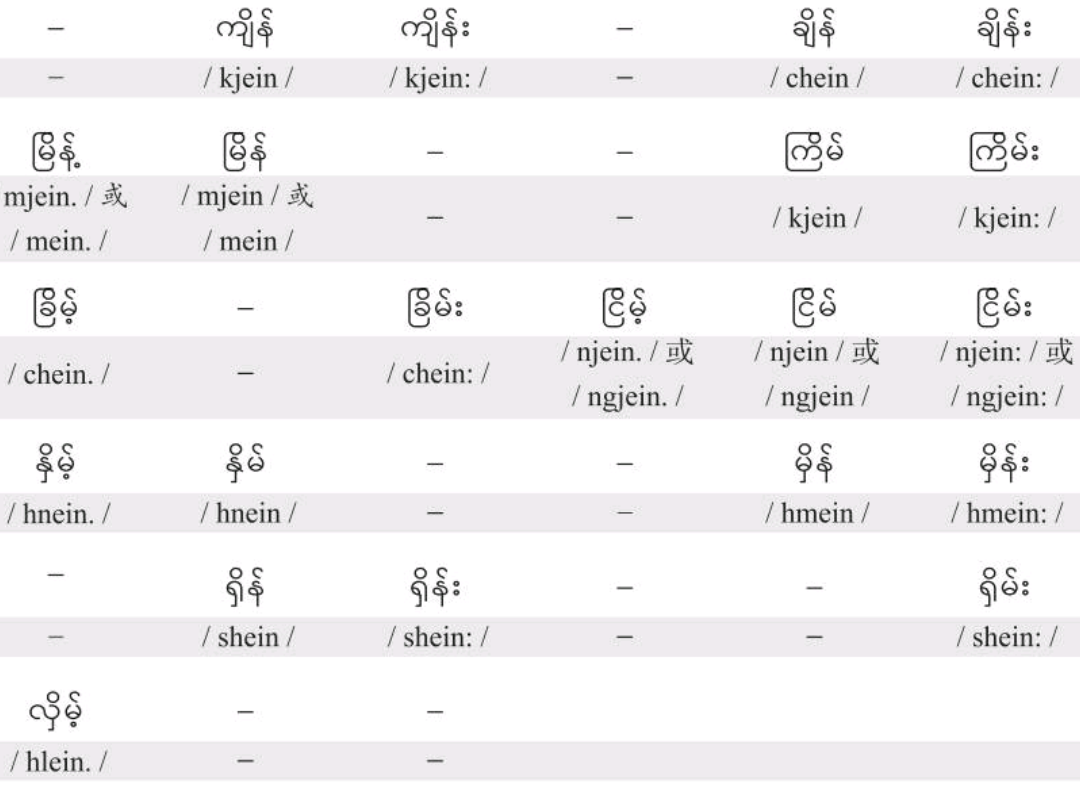 – ကျိန် ကျိန်း – ချိန် ချိန်း
– / kjein / / kjein: / – / chein / / chein: /
မြိန့် မြိန် – – ကြိမ် ကြိမ်း
mjein. / 或 / mjein / 或
– – / kjein / / kjein: /
/ mein. / / mein /
ခြိမ့် – ခြိမ်း ငြိမ့် ငြိမ် ငြိမ်း
/ njein. / 或 / njein / 或 / njein: / 或
/ chein. / – / chein: /
/ ngjein. / / ngjein / / ngjein: /
နှိမ့် နှိမ် – – မှိန် မှိန်း
/ hnein. / / hnein / – – / hmein / / hmein: /
– ရှိန် ရှိန်း – – ရှိမ်း
– / shein / / shein: / – – / shein: /
လှိမ့် – –
/ hlein. / – –